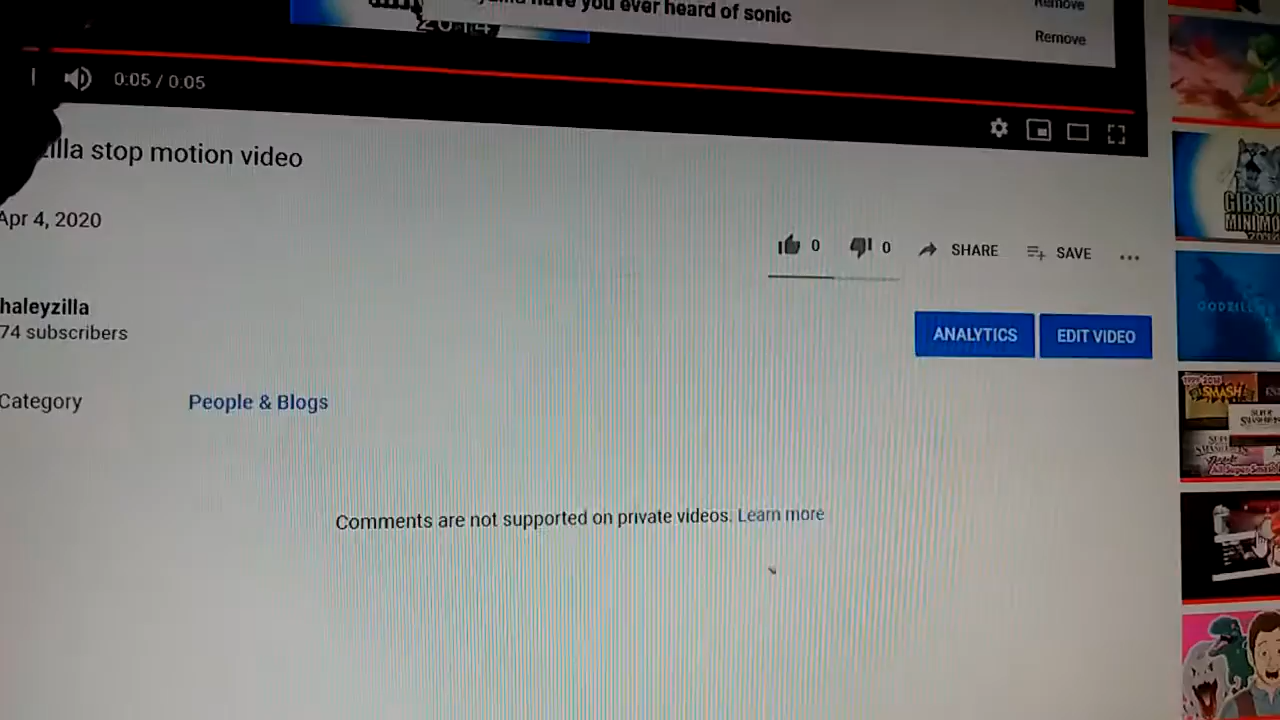 have you ever heard of sonic
Remove
Remove
2014
0:05 / 0:05
stop motion video
Apr 4, 2020
0
0
SHARE
SAVE
haleyzilla
74 subscribers
ANALYTICS
EDIT VIDEO
Category
People & Blogs
Comments are not supported on private videos. Learn more
SMASH